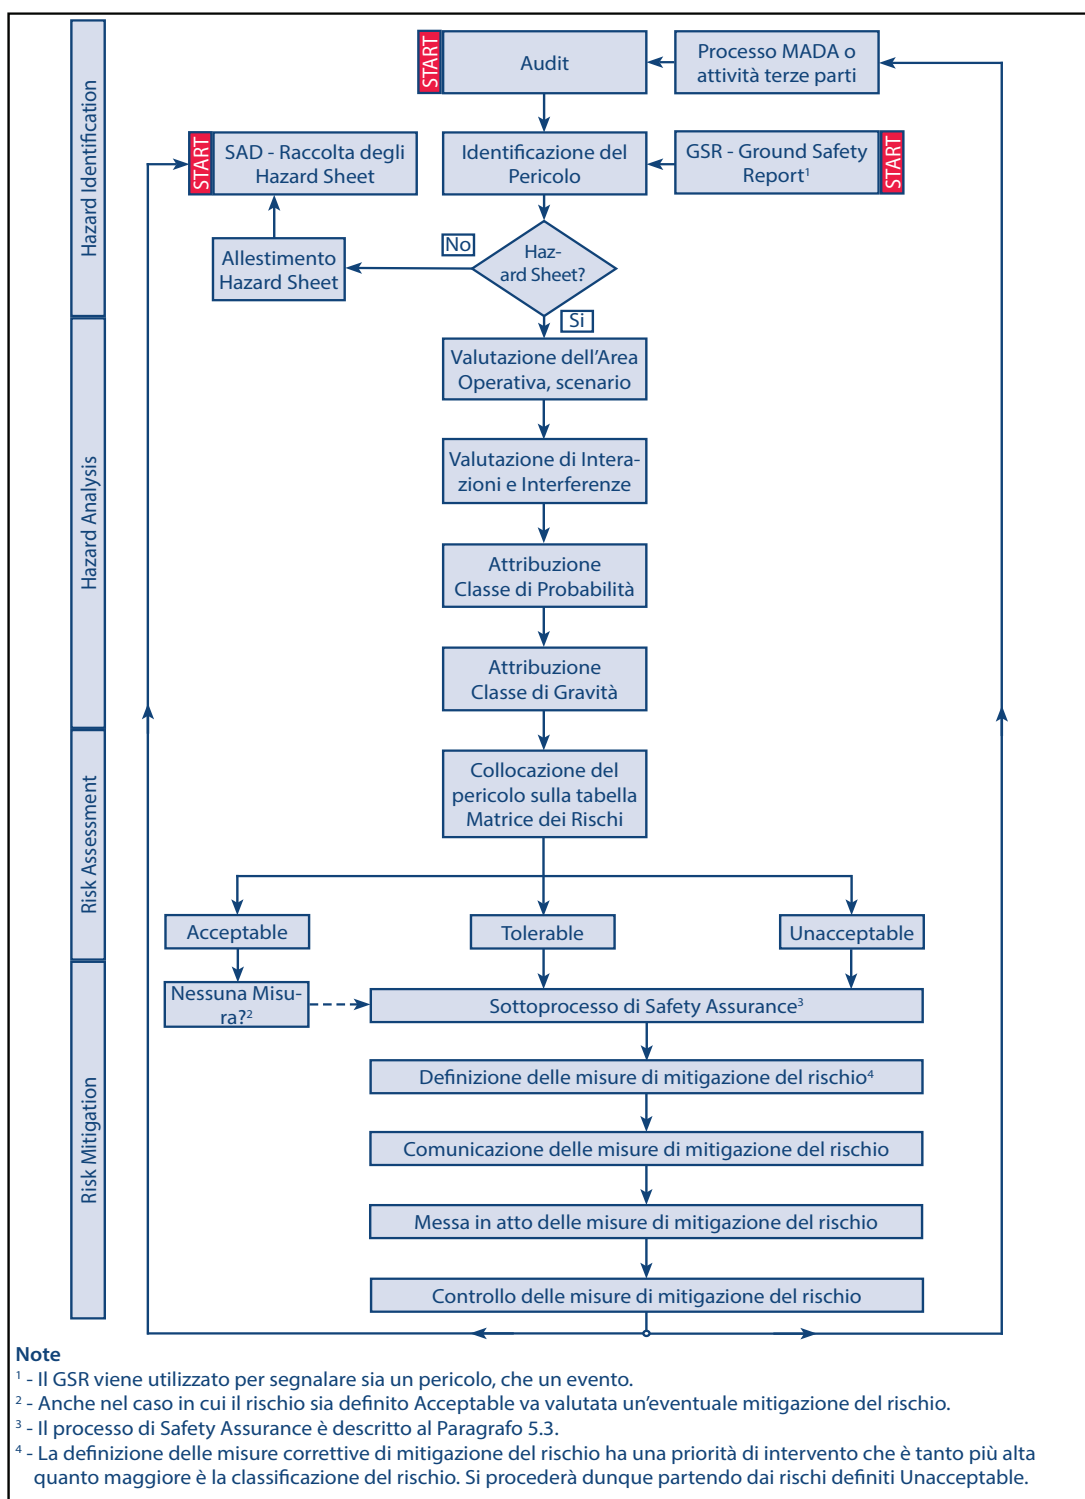 Hazard Identification
Hazard Analysis
Risk Assessment
Risk Mitigation
START
Audit
Processo MADA o
attività terze parti
START
SAD - Raccolta degli
Hazard Sheet
Identificazione del
Pericolo
GSR - Ground Safety
Report¹
START
Allestimento
Hazard Sheet
No
Haz-
ard Sheet?
Si
Valutazione dell’Area
Operativa, scenario
Valutazione di Intera-
zioni e Interferenze
Attribuzione
Classe di Probabilità
Attribuzione
Classe di Gravità
Collocazione del
pericolo sulla tabella
Matrice dei Rischi
Acceptable
Tolerable
Unacceptable
Nessuna Misu-
ra?²
Sottoprocesso di Safety Assurance³
Definizione delle misure di mitigazione del rischio⁴
Comunicazione delle misure di mitigazione del rischio
Messa in atto delle misure di mitigazione del rischio
Controllo delle misure di mitigazione del rischio
Note
¹ - Il GSR viene utilizzato per segnalare sia un pericolo, che un evento.
² - Anche nel caso in cui il rischio sia definito Acceptable va valutata un’eventuale mitigazione del rischio.
³ - Il processo di Safety Assurance è descritto al Paragrafo 5.3.
⁴ - La definizione delle misure correttive di mitigazione del rischio ha una priorità di intervento che è tanto più alta
quanto maggiore è la classificazione del rischio. Si procederà dunque partendo dai rischi definiti Unacceptable.